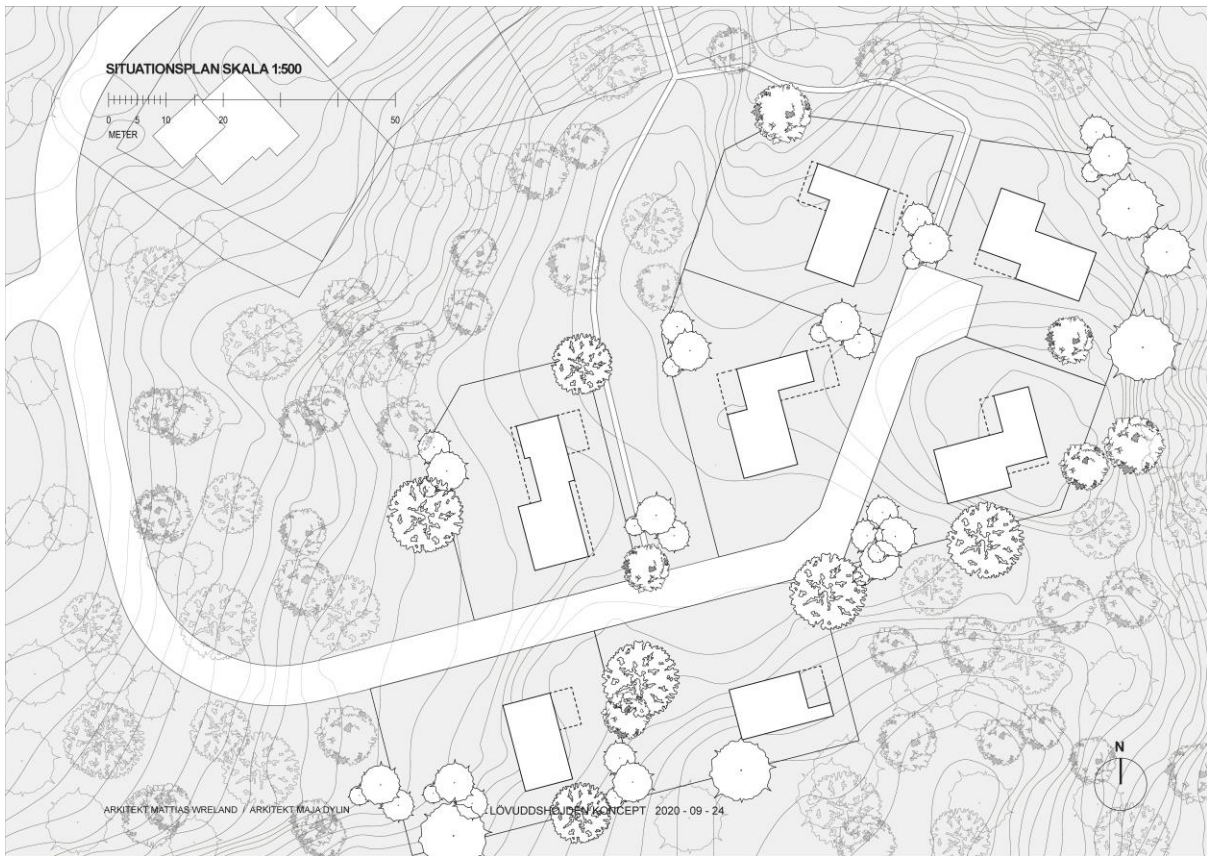 SITUATIONSPLAN SKALA 1:500
0 5 10 20 50
METER
N
ARKITEKT MATTIAS WRELAND / ARKITEKT MAJA DYLIN
LÖVUDDSHÖJDEN KONCEPT 2020 - 09 - 24